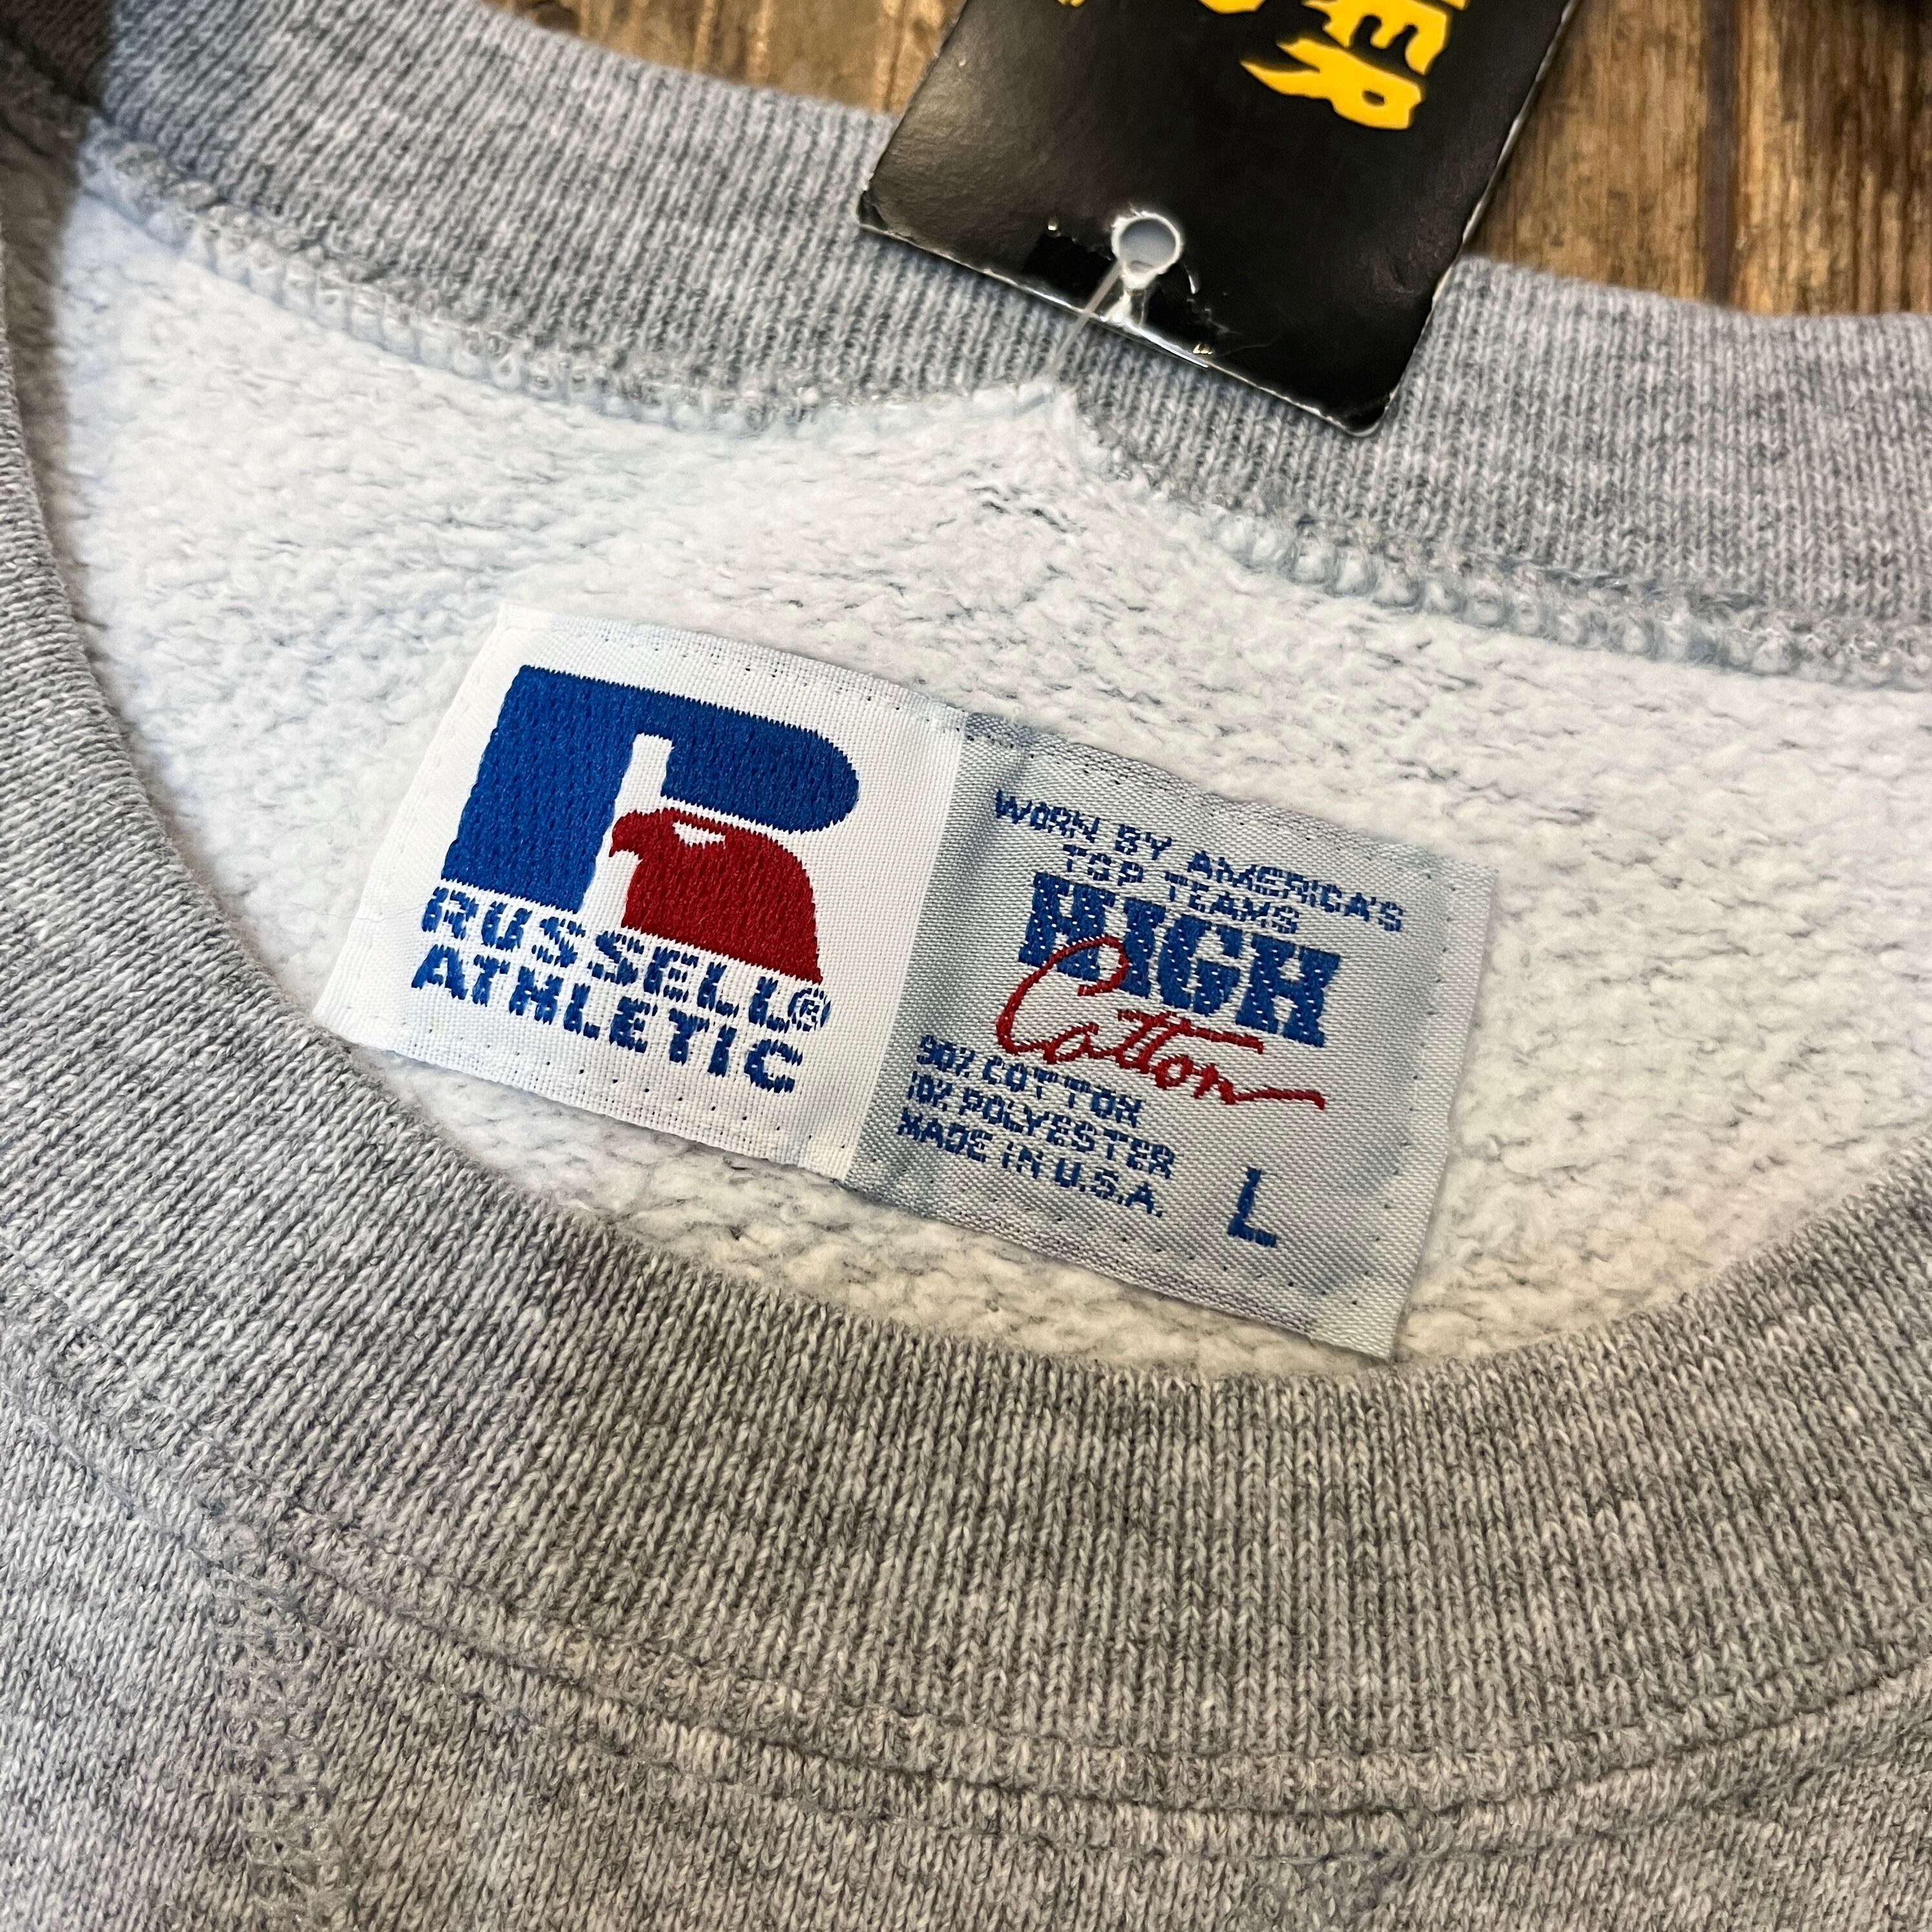 RUSSELL®
ATHLETIC
WORN BY AMERICA'S
TOP TEAMS
HIGH
Cotton
90% COTTON
10% POLYESTER
MADE IN U.S.A.
L